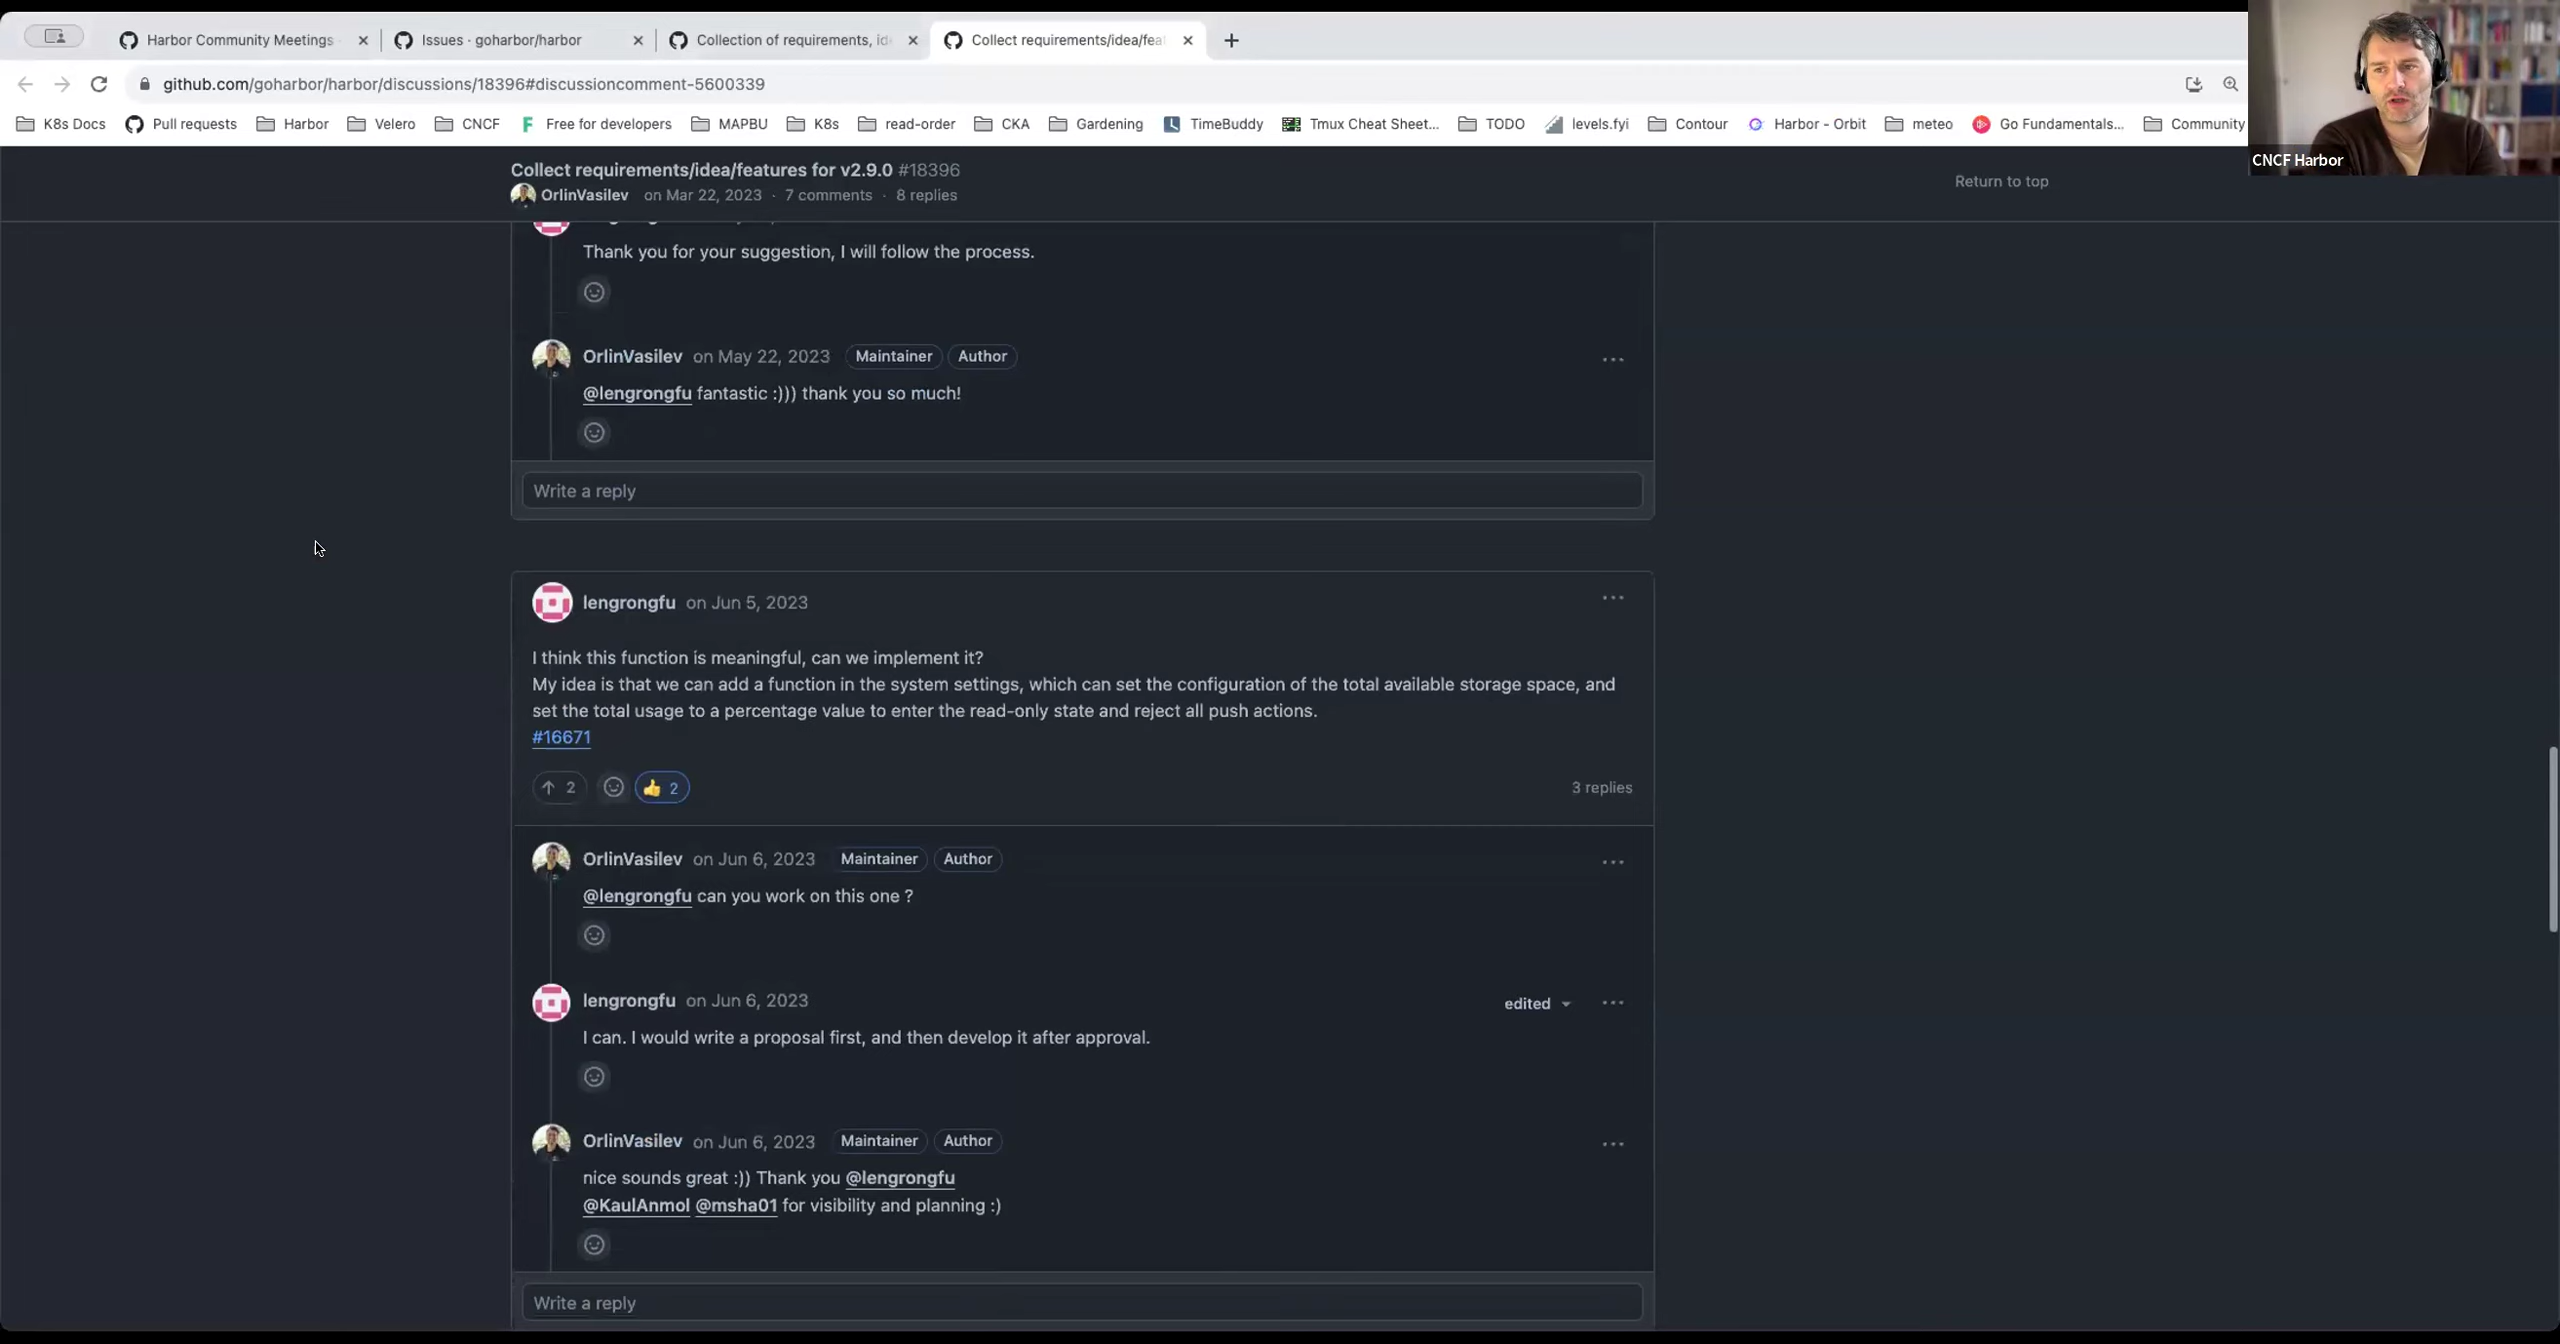 Harbor Community Meetings
Issues · goharbor/harbor
Collection of requirements, id
Collect requirements/idea/fea
github.com/goharbor/harbor/discussions/18396#discussioncomment-5600339
K8s Docs
Pull requests
Harbor
Velero
CNCF
Free for developers
MAPBU
K8s
read-order
CKA
Gardening
TimeBuddy
Tmux Cheat Sheet...
TODO
levels.fyi
Contour
Harbor - Orbit
meteo
Go Fundamentals...
Community
CNCF Harbor
Collect requirements/idea/features for v2.9.0 #18396
OrlinVasilev on Mar 22, 2023 · 7 comments · 8 replies
Return to top
Thank you for your suggestion, I will follow the process.
OrlinVasilev on May 22, 2023 Maintainer Author
@lengrongfu fantastic :))) thank you so much!
Write a reply
lengrongfu on Jun 5, 2023
I think this function is meaningful, can we implement it?
My idea is that we can add a function in the system settings, which can set the configuration of the total available storage space, and
set the total usage to a percentage value to enter the read-only state and reject all push actions.
#16671
2
2
3 replies
OrlinVasilev on Jun 6, 2023 Maintainer Author
@lengrongfu can you work on this one ?
lengrongfu on Jun 6, 2023
edited
I can. I would write a proposal first, and then develop it after approval.
OrlinVasilev on Jun 6, 2023 Maintainer Author
nice sounds great :)) Thank you @lengrongfu
@KaulAnmol @msha01 for visibility and planning :)
Write a reply